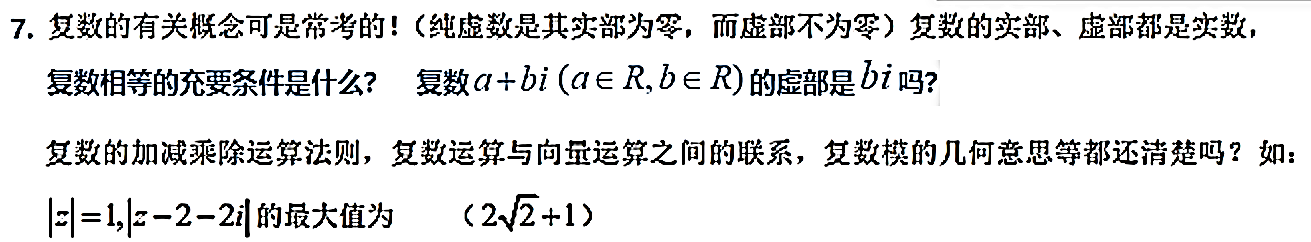 7. 复数的有关概念可是常考的!(纯虚数是其实部为零，而虚部不为零)复数的实部、虚部都是实数，
复数相等的充要条件是什么? 复数 a+bi (a∈R,b∈R) 的虚部是 bi 吗?
复数的加减乘除运算法则，复数运算与向量运算之间的联系，复数模的几何意思等都还清楚吗？如:
|z|=1,|z-2-2i| 的最大值为 (2√2+1)